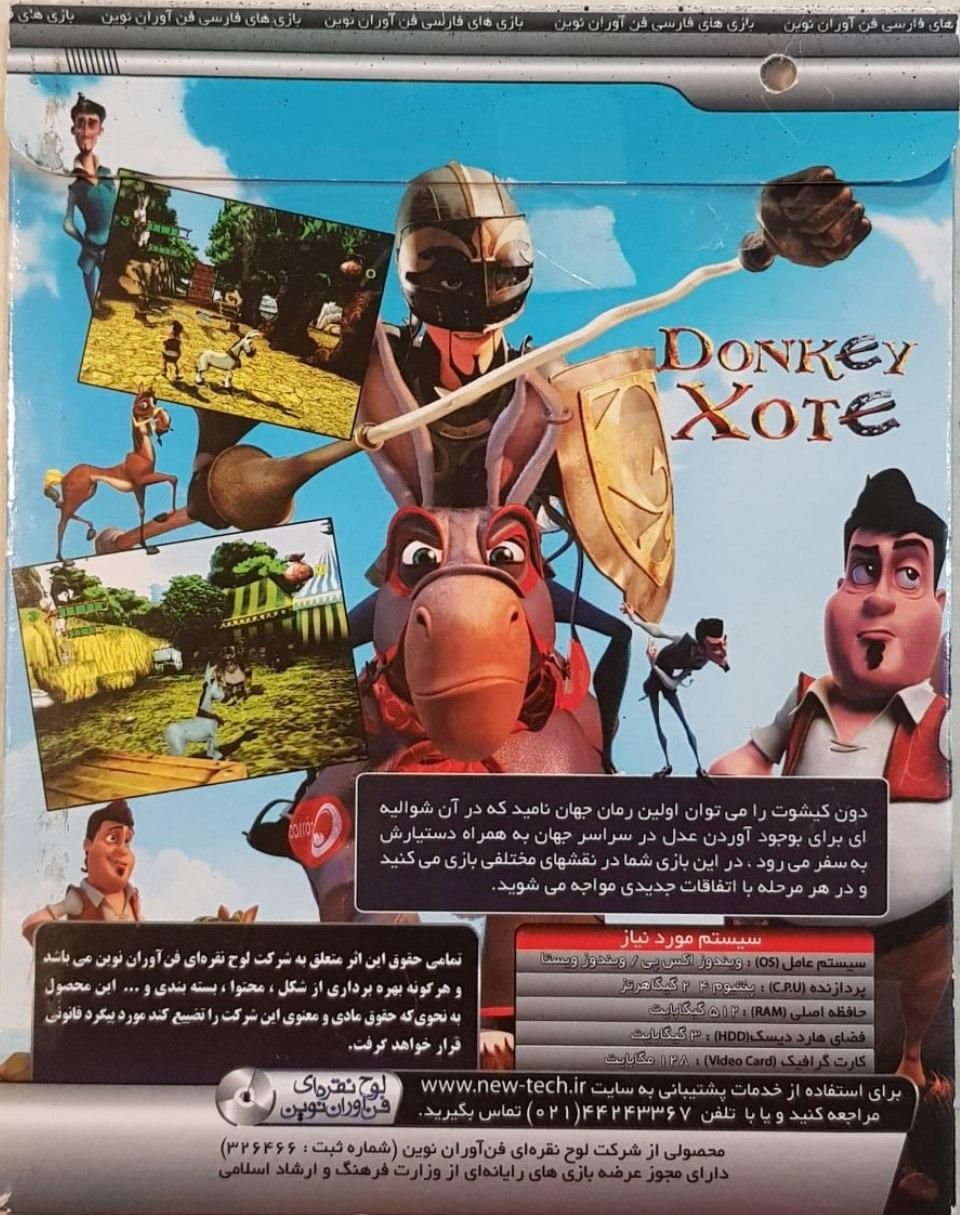 های فارسی فن آوران نوین بازی های فارسی فن آوران نوین بازی های فارسی فن آوران نوین بازی های فارسی فن آوران نوین بازی های
DONKEY
XOTE
دون کیشوت را می توان اولین رمان جهان نامید که در آن شوالیه
ای برای بوجود آوردن عدل در سراسر جهان به همراه دستیارش
به سفر می رود ، در این بازی شما در نقشهای مختلفی بازی می کنید
و در هر مرحله با اتفاقات جدیدی مواجه می شوید.
سیستم مورد نیاز
سیستم عامل (OS) : ویندوز اکس پی / ویندوز ویستا
پردازنده (C.P.U) : پنتیوم ۴ ۲ گیگاهرتز
حافظه اصلی (RAM) : ۵۱۲ گیگابایت
فضای هارد دیسک(HDD) : ۳ گیگابایت
کارت گرافیک (Video Card) : ۱۲۸ مگابایت
تمامی حقوق این اثر متعلق به شرکت لوح نقره‌ای فن‌آوران نوین می باشد
و هرگونه بهره برداری از شکل ، محتوا ، بسته بندی و ... این محصول
به نحوی‌که حقوق مادی و معنوی این شرکت را تضییع کند مورد پیگرد قانونی
قرار خواهد گرفت.
برای استفاده از خدمات پشتیبانی به سایت www.new-tech.ir
مراجعه کنید و یا با تلفن ۴۴۲۴۳۳۶۷(۰۲۱) تماس بگیرید.
لوح نقره‌ای
فن‌آوران نوین
محصولی از شرکت لوح نقره‌ای فن‌آوران نوین (شماره ثبت : ۳۲۶۴۶۶)
دارای مجوز عرضه بازی های رایانه‌ای از وزارت فرهنگ و ارشاد اسلامی